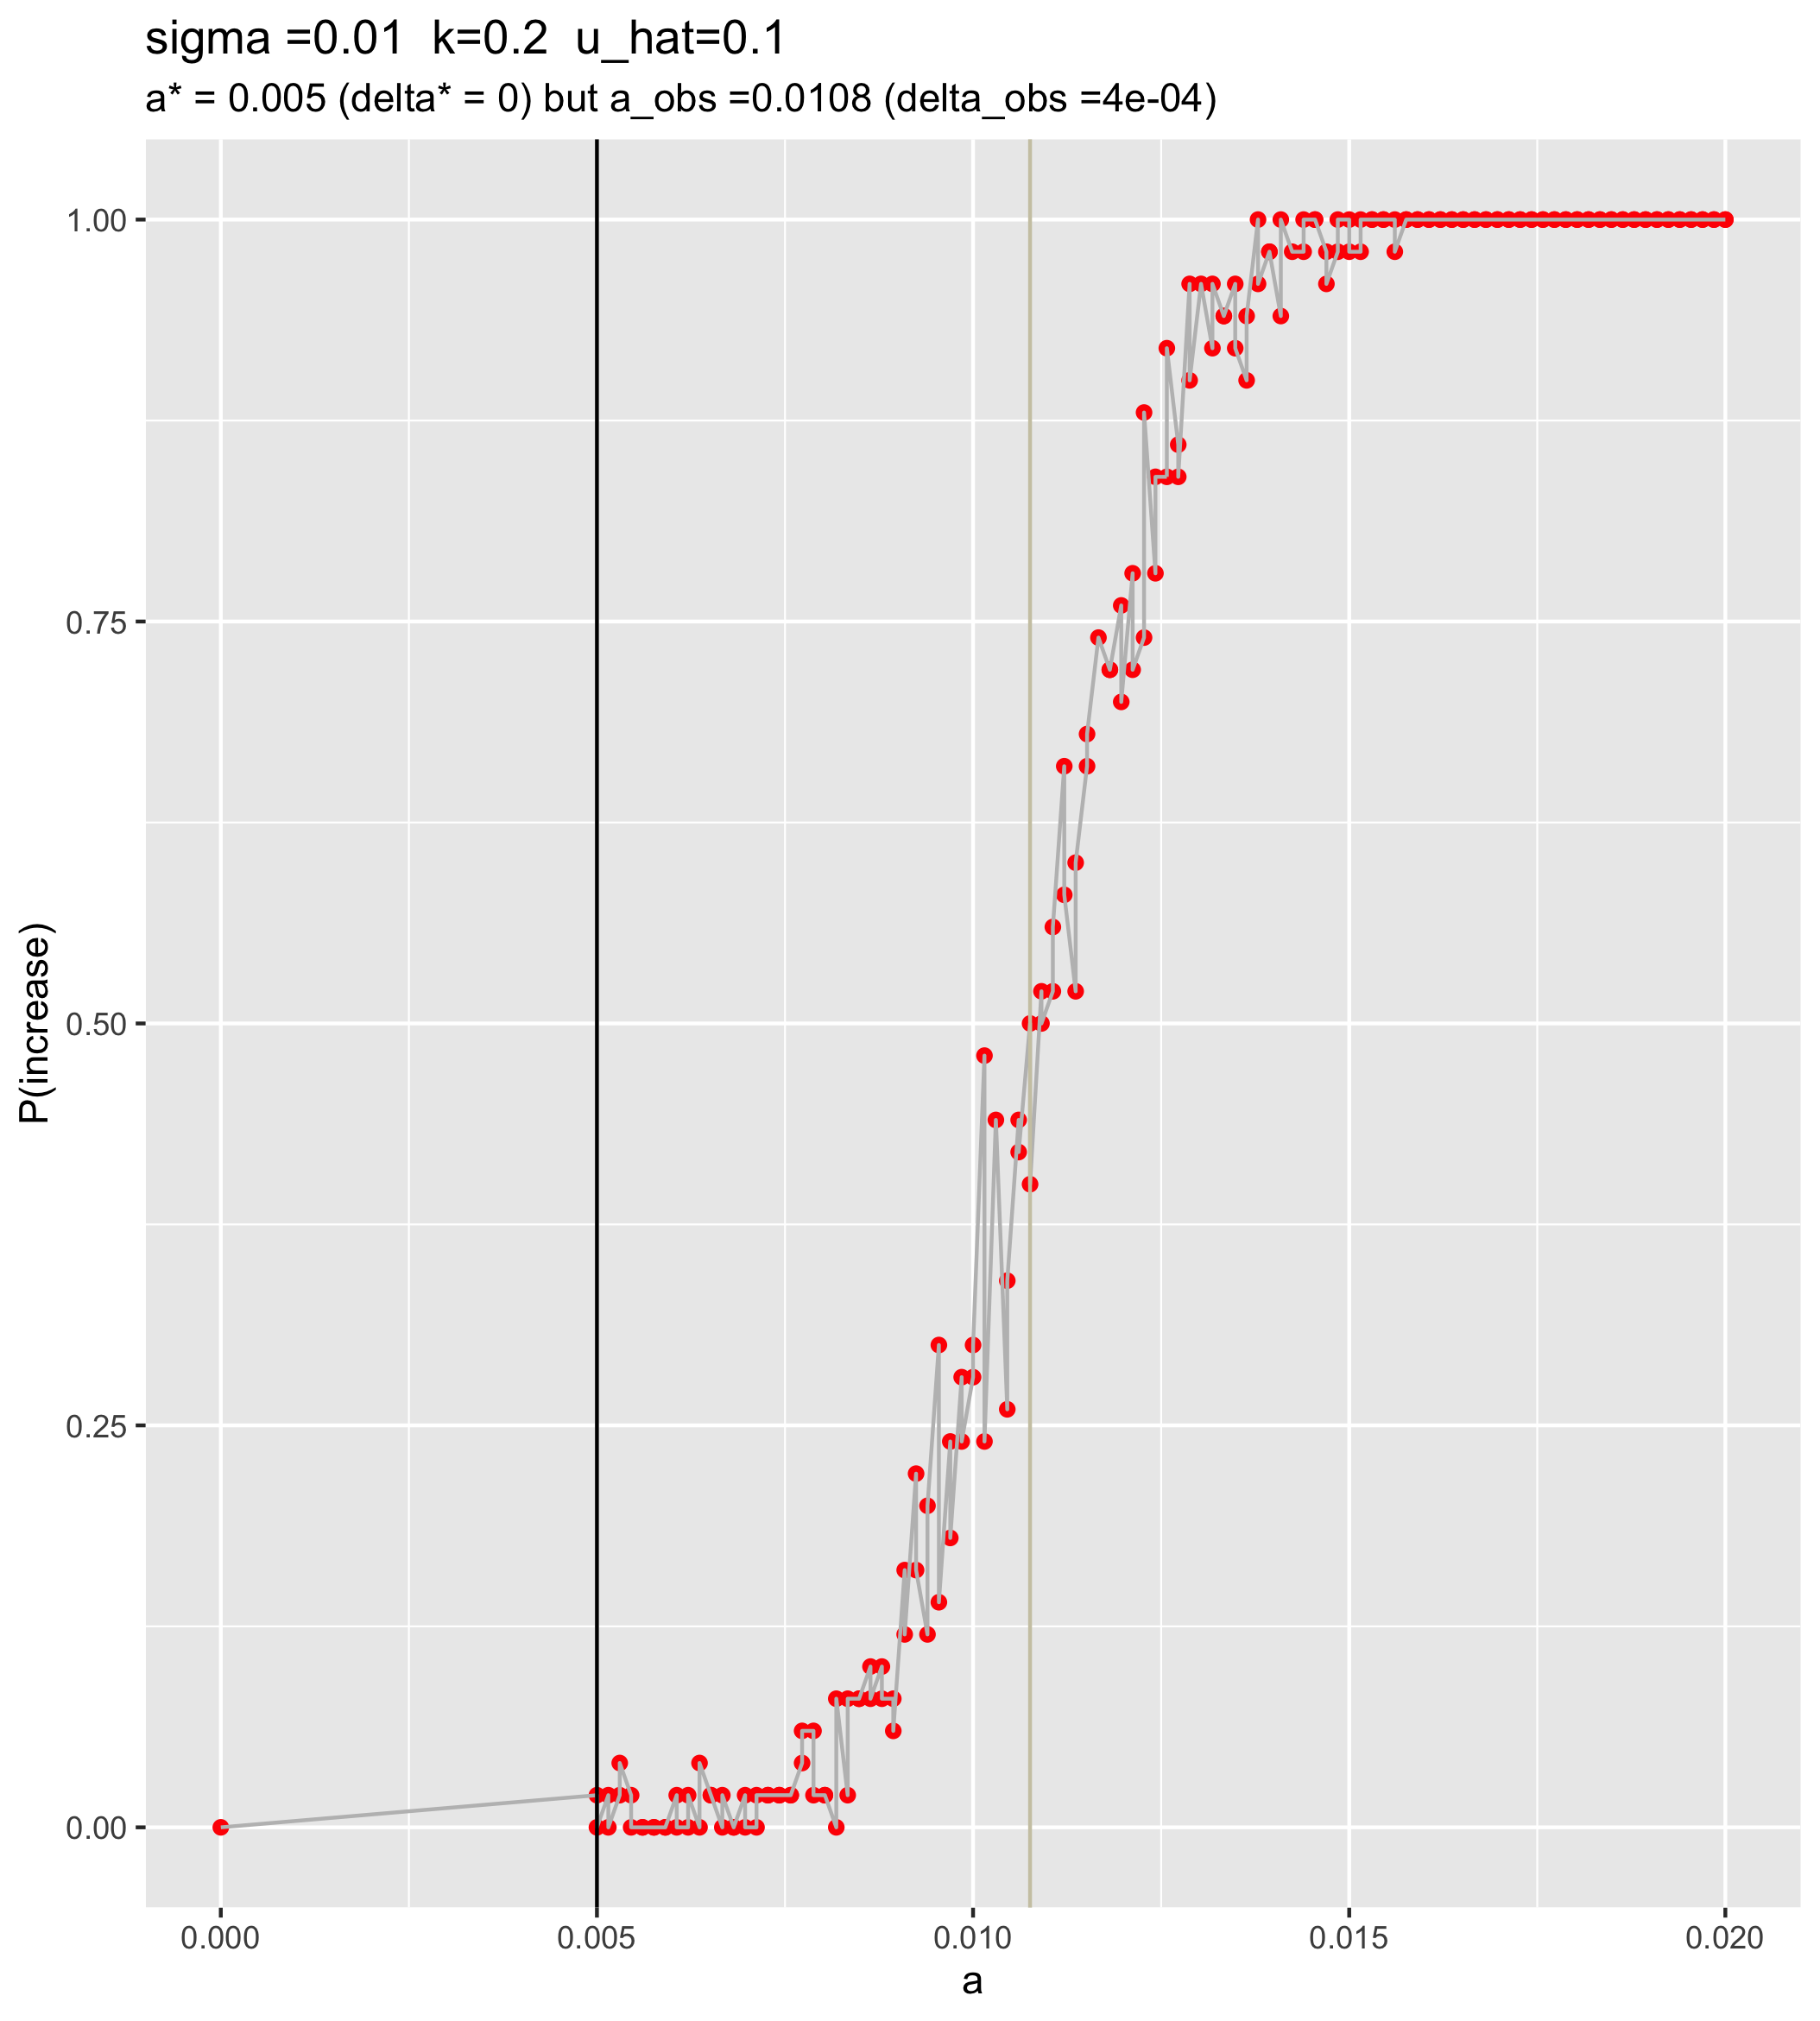 sigma =0.01  k=0.2  u_hat=0.1
a* = 0.005 (delta* = 0) but a_obs =0.0108 (delta_obs =4e-04)
1.00
0.75
0.50
0.25
0.00
P(increase)
0.000
0.005
0.010
0.015
0.020
a